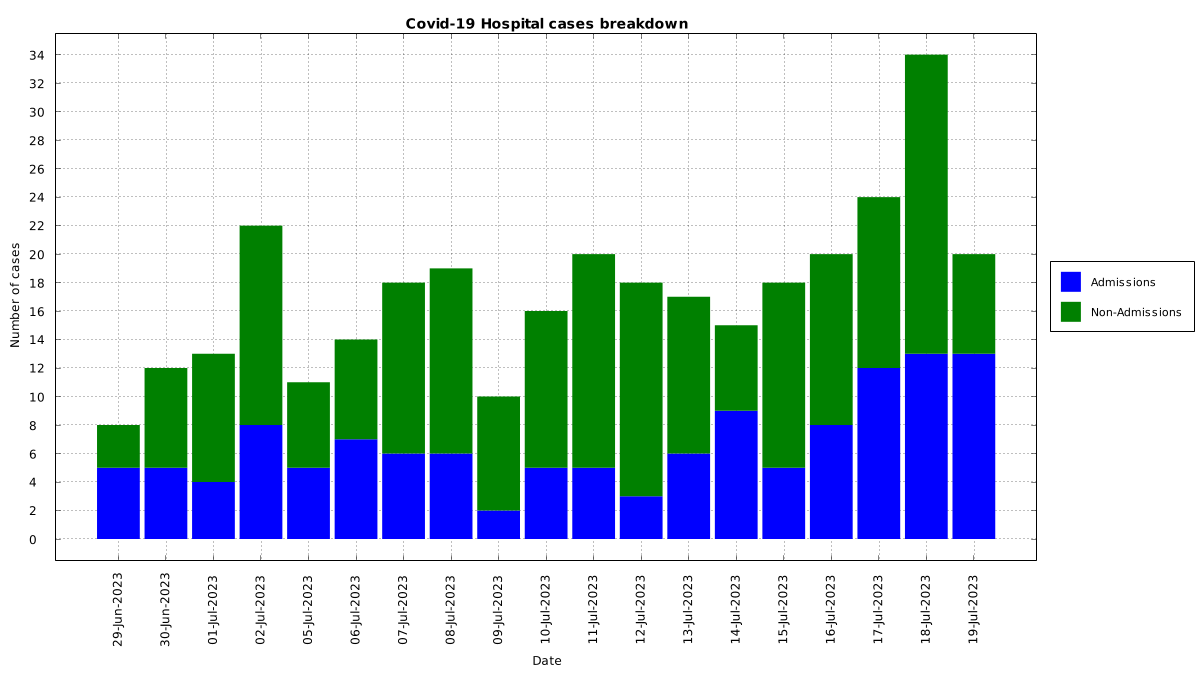 Covid-19 Hospital cases breakdown
34
32
30
28
26
24
22
20
18
16
14
12
10
8
6
4
2
0
Number of cases
Admissions
Non-Admissions
29-Jun-2023
30-Jun-2023
01-Jul-2023
02-Jul-2023
05-Jul-2023
06-Jul-2023
07-Jul-2023
08-Jul-2023
09-Jul-2023
10-Jul-2023
11-Jul-2023
12-Jul-2023
13-Jul-2023
14-Jul-2023
15-Jul-2023
16-Jul-2023
17-Jul-2023
18-Jul-2023
19-Jul-2023
Date